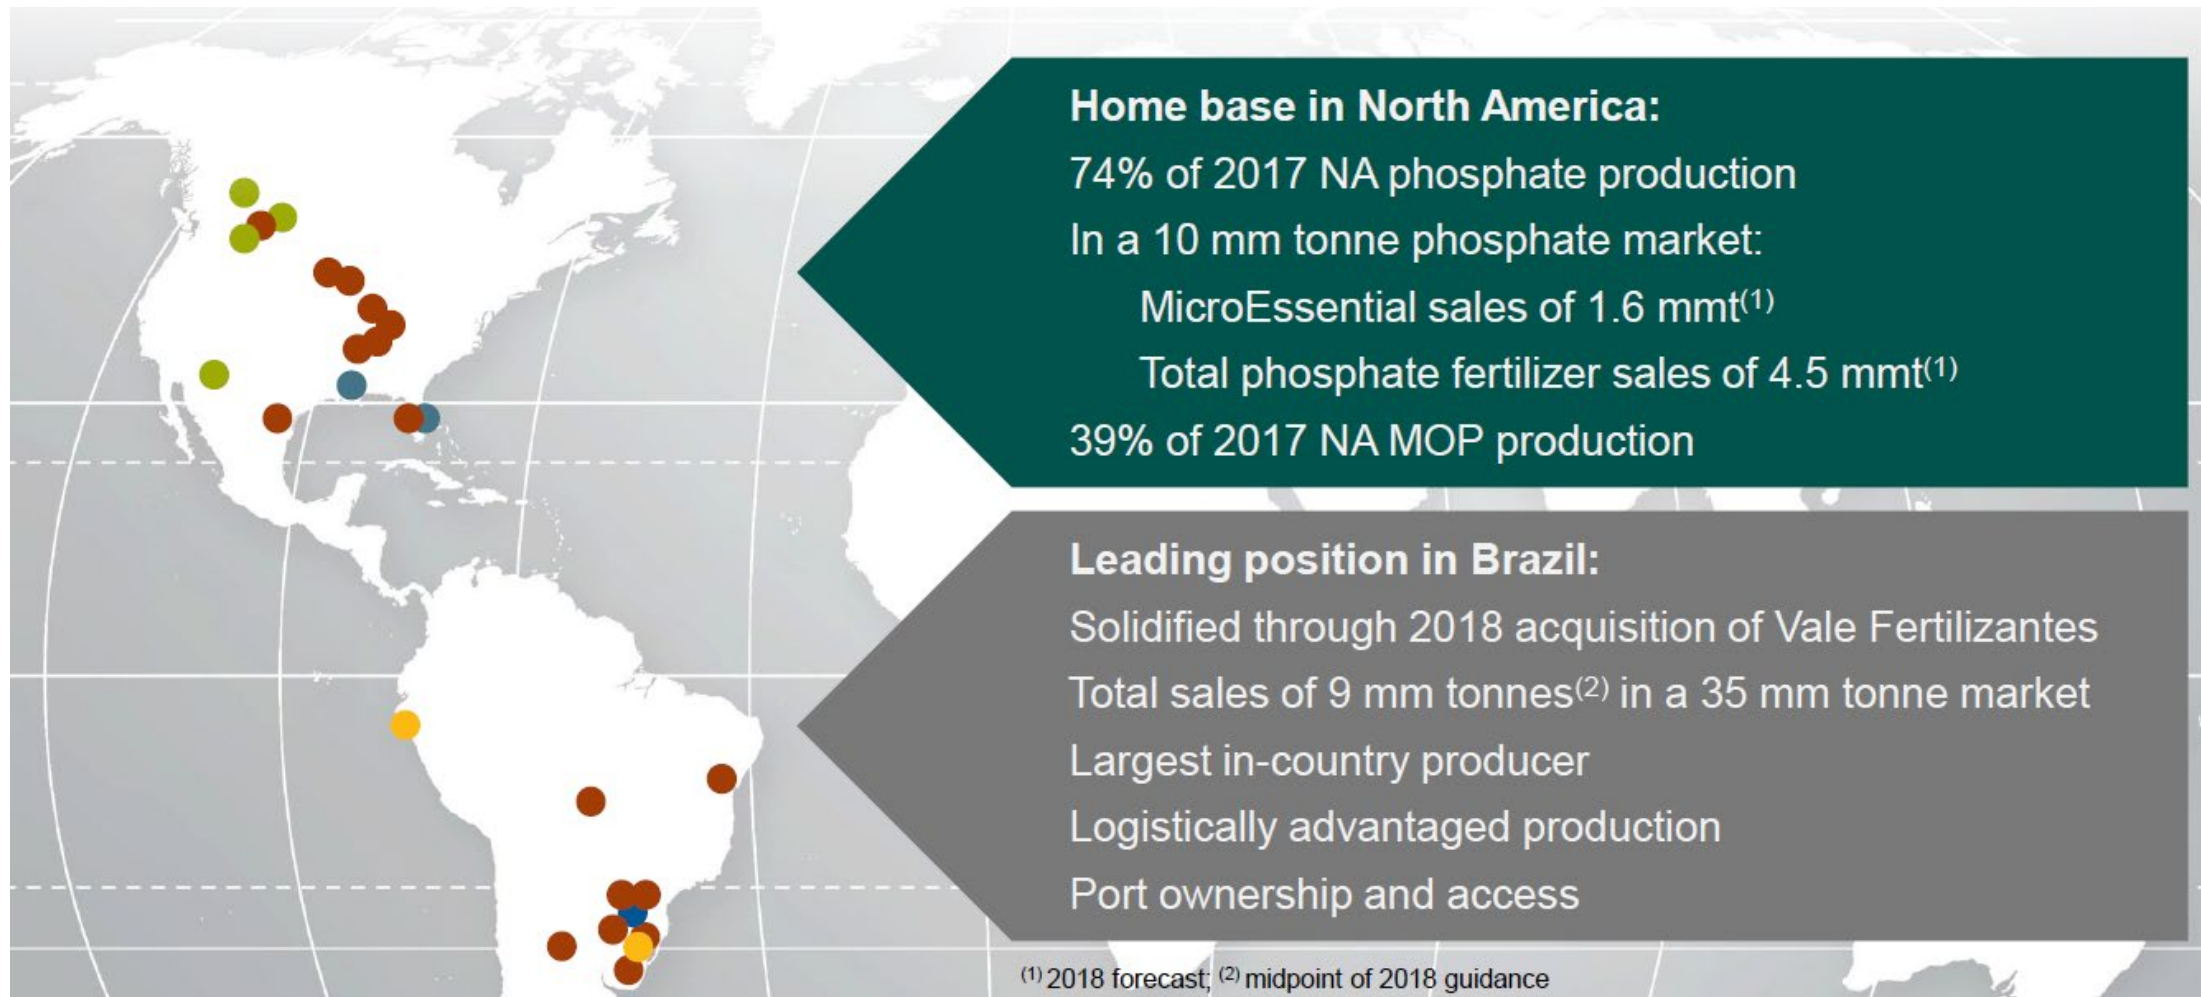 Home base in North America:
74% of 2017 NA phosphate production
In a 10 mm tonne phosphate market:
MicroEssential sales of 1.6 mmt(1)
Total phosphate fertilizer sales of 4.5 mmt(1)
39% of 2017 NA MOP production
Leading position in Brazil:
Solidified through 2018 acquisition of Vale Fertilizantes
Total sales of 9 mm tonnes(2) in a 35 mm tonne market
Largest in-country producer
Logistically advantaged production
Port ownership and access
(1) 2018 forecast; (2) midpoint of 2018 guidance